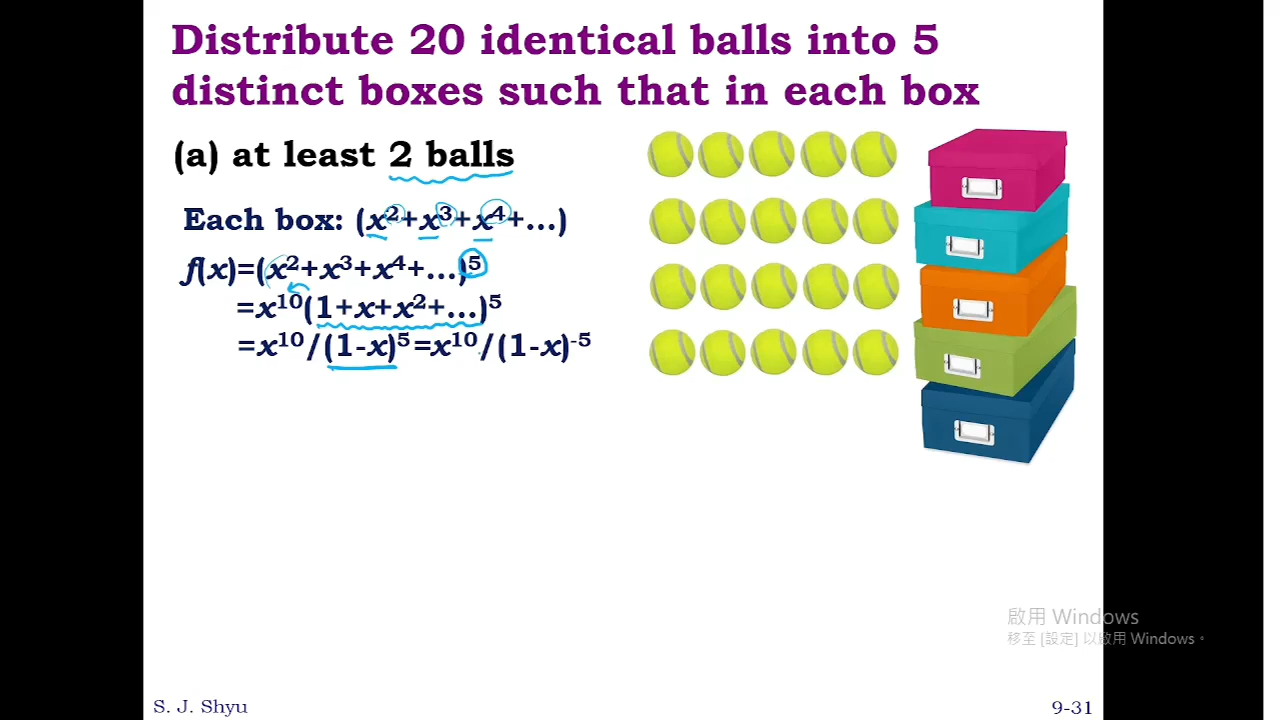 Distribute 20 identical balls into 5
distinct boxes such that in each box
(a) at least 2 balls
Each box: (x²+x³+x⁴+…)
f(x)=(x²+x³+x⁴+…)⁵
=x¹⁰(1+x+x²+…)⁵
=x¹⁰/(1-x)⁵=x¹⁰/(1-x)⁻⁵
啟用 Windows
移至 [設定] 以啟用 Windows。
S. J. Shyu
9-31